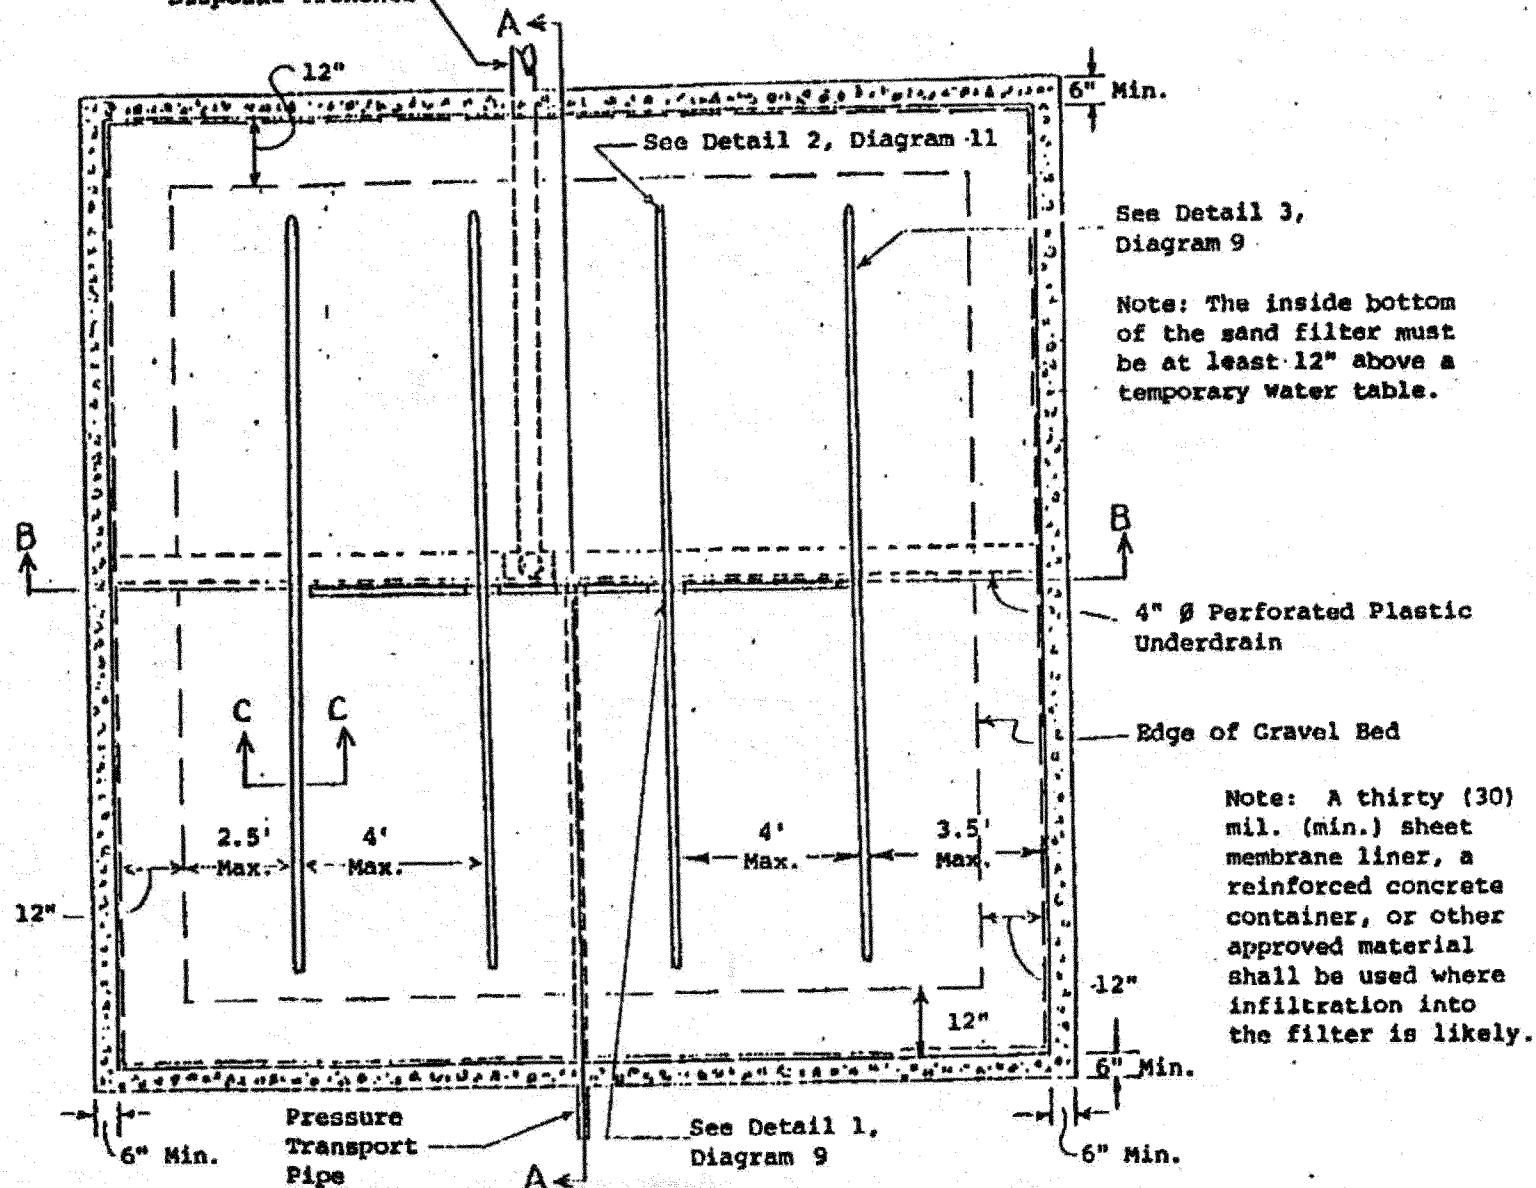 A
12"
6" Min.
See Detail 2, Diagram 11
See Detail 3,
Diagram 9
Note: The inside bottom
of the sand filter must
be at least 12" above a
temporary water table.
B
B
4" Ø Perforated Plastic
Underdrain
C
C
Edge of Gravel Bed
2.5'
Max.
4'
Max.
4'
Max.
3.5'
Max.
Note: A thirty (30)
mil. (min.) sheet
membrane liner, a
reinforced concrete
container, or other
approved material
shall be used where
infiltration into
the filter is likely.
12"
12"
12"
6" Min.
6" Min.
Pressure
Transport
Pipe
See Detail 1,
Diagram 9
6" Min.
A